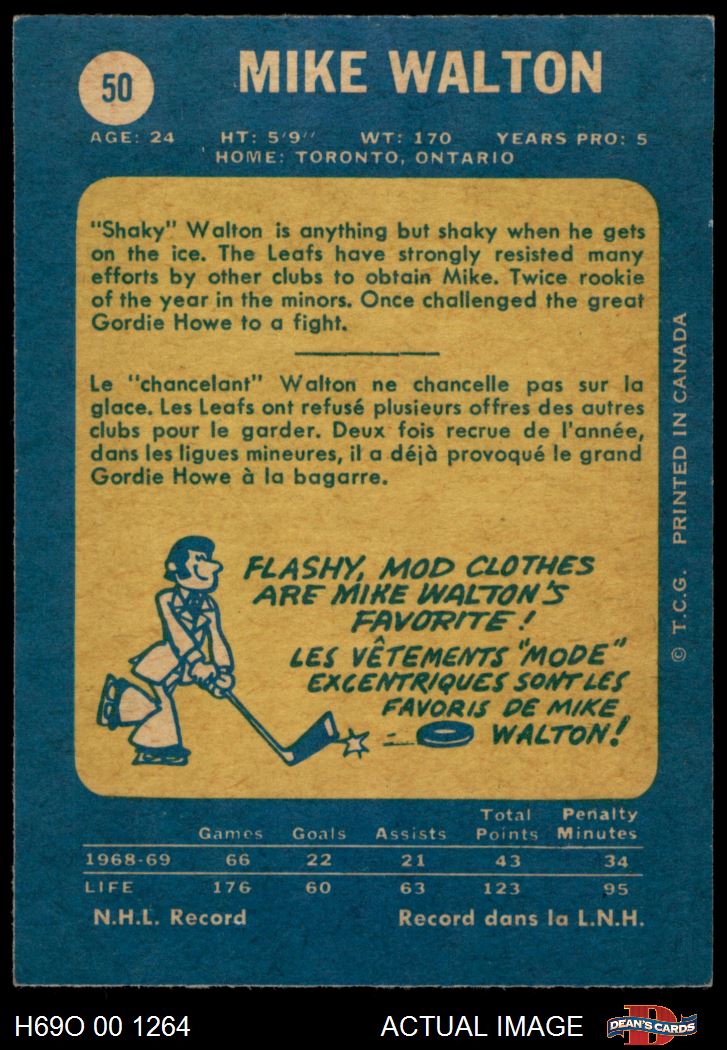 50
MIKE WALTON
AGE: 24 HT: 5'9" WT: 170 YEARS PRO: 5
HOME: TORONTO, ONTARIO
"Shaky" Walton is anything but shaky when he gets
on the ice. The Leafs have strongly resisted many
efforts by other clubs to obtain Mike. Twice rookie
of the year in the minors. Once challenged the great
Gordie Howe to a fight.
Le "chancelant" Walton ne chancelle pas sur la
glace. Les Leafs ont refusé plusieurs offres des autres
clubs pour le garder. Deux fois recrue de l'année,
dans les ligues mineures, il a déjà provoqué le grand
Gordie Howe à la bagarre.
FLASHY, MOD CLOTHES
ARE MIKE WALTON'S
FAVORITE!
LES VÊTEMENTS "MODE"
EXCENTRIQUES SONT LES
FAVORIS DE MIKE
WALTON!
© T.C.G. PRINTED IN CANADA
Total Penalty
Games Goals Assists Points Minutes
1968-69 66 22 21 43 34
LIFE 176 60 63 123 95
N.H.L. Record Record dans la L.N.H.
H69O 00 1264 ACTUAL IMAGE
D
DEAN'S CARDS